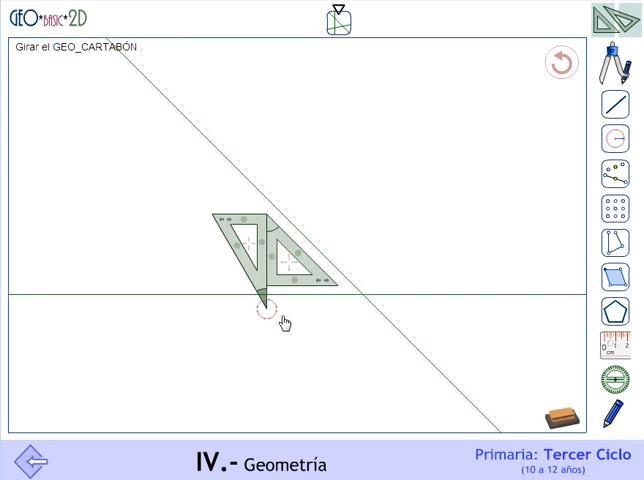 GEO*BASIC*2D
Girar el GEO_CARTABÓN .
0 1 2
cm
IV.- Geometría
Primaria: Tercer Ciclo
(10 a 12 años)